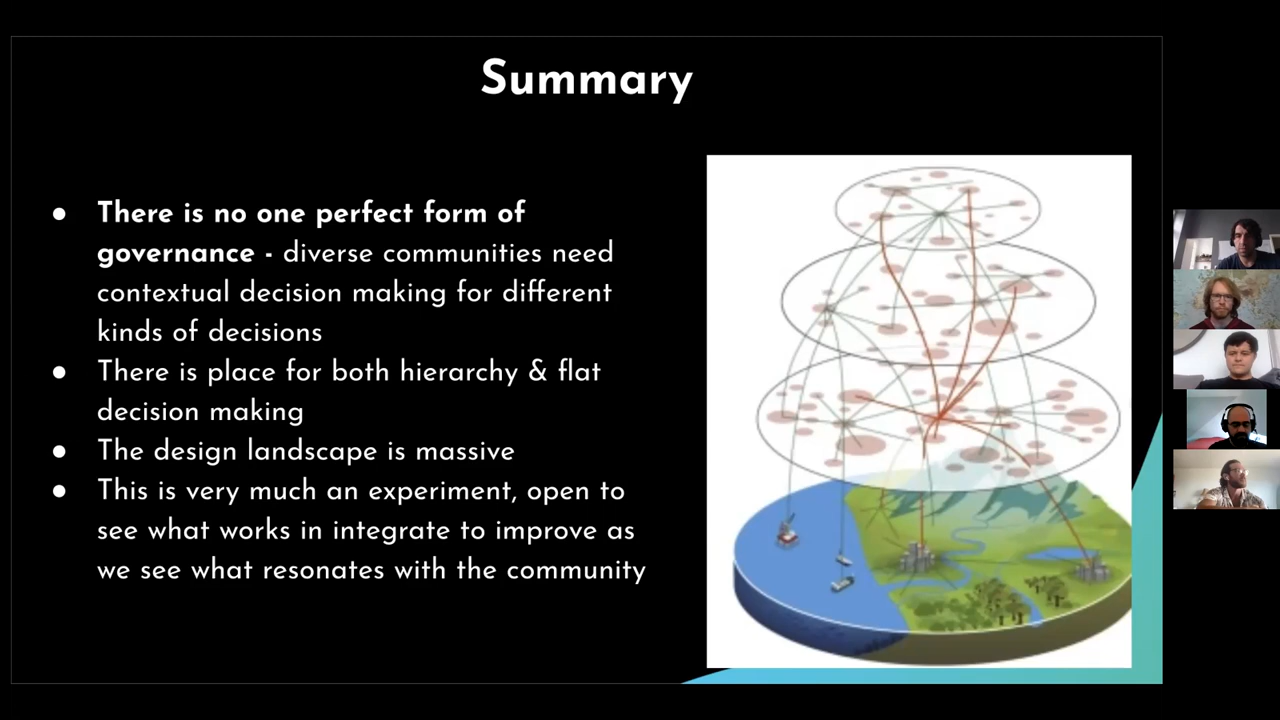 Summary
● There is no one perfect form of
governance - diverse communities need
contextual decision making for different
kinds of decisions
● There is place for both hierarchy & flat
decision making
● The design landscape is massive
● This is very much an experiment, open to
see what works in integrate to improve as
we see what resonates with the community